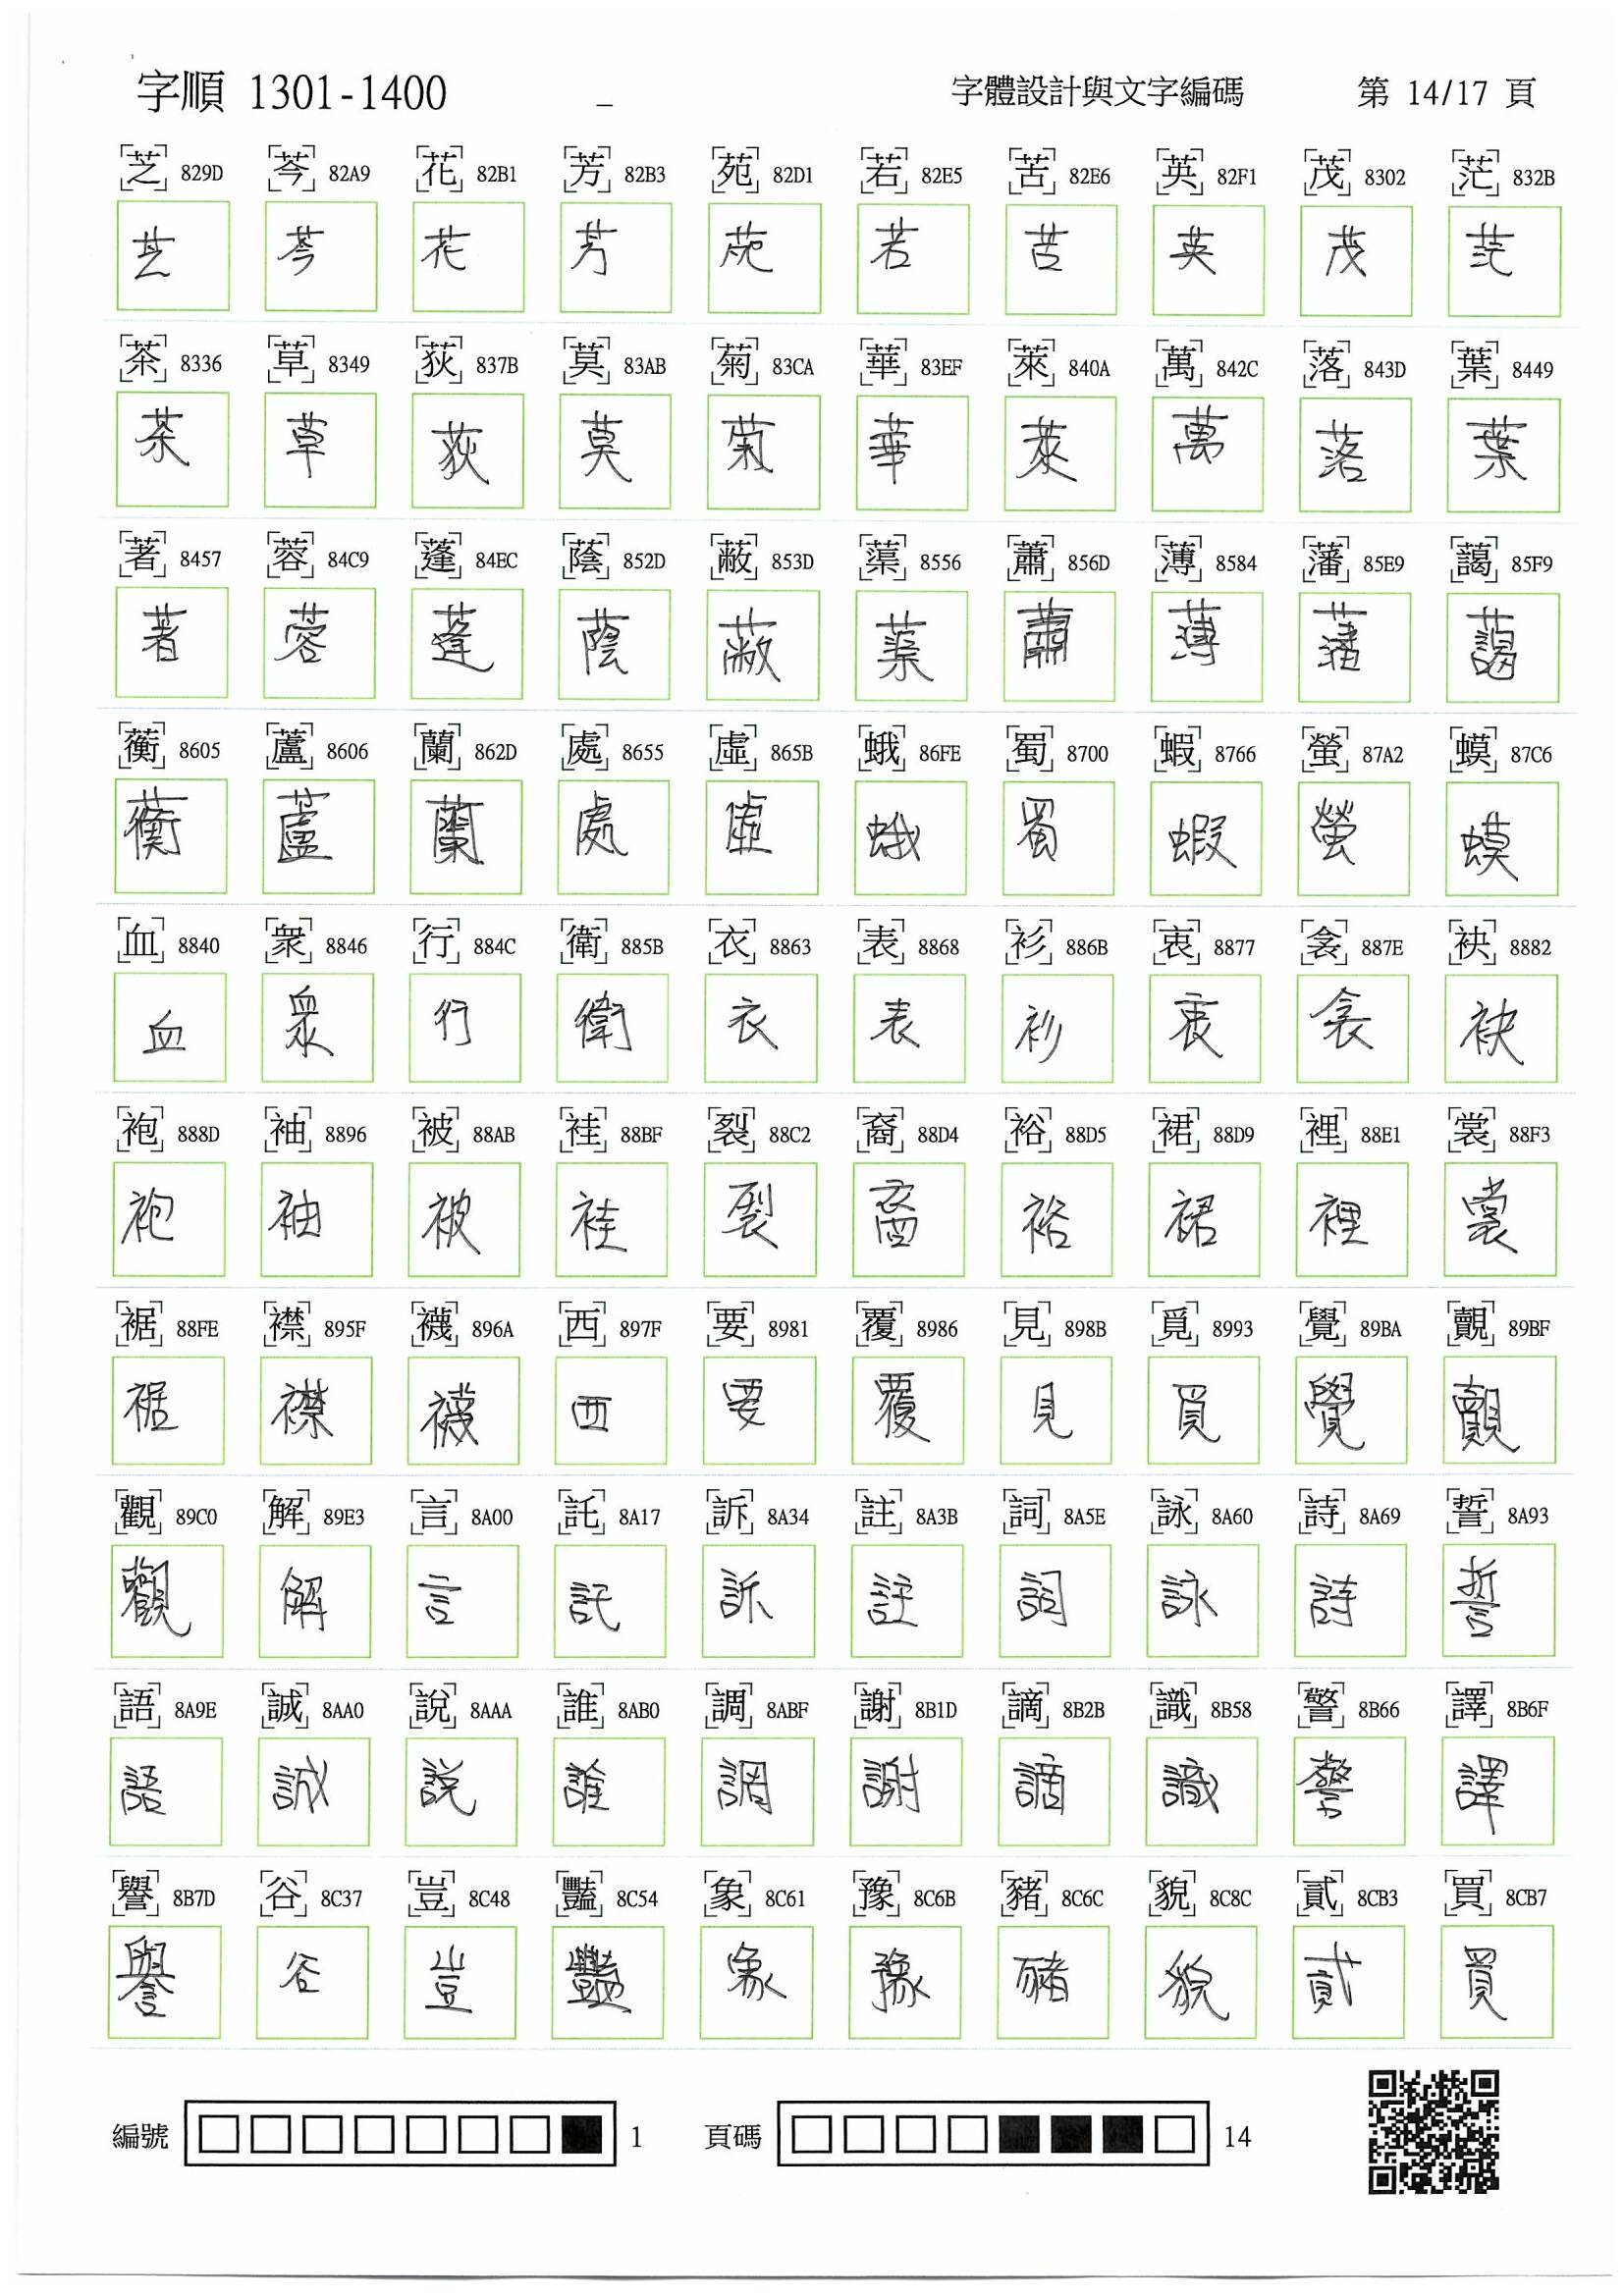 字順 1301-1400 _ 字體設計與文字編碼 第 14/17 頁
芝 829D 芩 82A9 花 82B1 芳 82B3 苑 82D1 若 82E5 苦 82E6 英 82F1 茂 8302 茫 832B
芝 芩 花 芳 苑 若 苦 英 茂 茫
茶 8336 草 8349 荻 837B 莫 83AB 菊 83CA 華 83EF 萊 840A 萬 842C 落 843D 葉 8449
茶 草 荻 莫 菊 華 萊 萬 落 葉
著 8457 蓉 84C9 蓬 84EC 蔭 852D 蔽 853D 蕖 8556 蕭 856D 薄 8584 藩 85E9 藹 85F9
著 蓉 蓬 蔭 蔽 蕖 蕭 薄 藩 藹
蘅 8605 蘆 8606 蘭 862D 處 8655 虛 865B 蛾 86FE 蜀 8700 蝦 8766 螢 87A2 蟆 87C6
蘅 蘆 蘭 處 虛 蛾 蜀 蝦 螢 蟆
血 8840 衆 8846 行 884C 衛 885B 衣 8863 表 8868 衫 886B 衷 8877 衾 887E 袂 8882
血 衆 行 衛 衣 表 衫 衷 衾 袂
袍 888D 袖 8896 被 88AB 袿 88BF 裂 88C2 裔 88D4 裕 88D5 裙 88D9 裡 88E1 裳 88F3
袍 袖 被 袿 裂 裔 裕 裙 裡 裳
裾 88FE 襟 895F 襪 896A 西 897F 要 8981 覆 8986 見 898B 覓 8993 覺 89BA 覿 89BF
裾 襟 襪 西 要 覆 見 覓 覺 覿
觀 89C0 解 89E3 言 8A00 託 8A17 訴 8A34 註 8A3B 詞 8A5E 詠 8A60 詩 8A69 誓 8A93
觀 解 言 託 訴 註 詞 詠 詩 誓
語 8A9E 誠 8AA0 說 8AAA 誰 8AB0 調 8ABF 謝 8B1D 謫 8B2B 識 8B58 警 8B66 譯 8B6F
語 誠 說 誰 調 謝 謫 識 警 譯
譽 8B7D 谷 8C37 豈 8C48 豔 8C54 象 8C61 豫 8C6B 豬 8C6C 貌 8C8C 貳 8CB3 買 8CB7
譽 谷 豈 豔 象 豫 豬 貌 貳 買
編號 1 頁碼 14